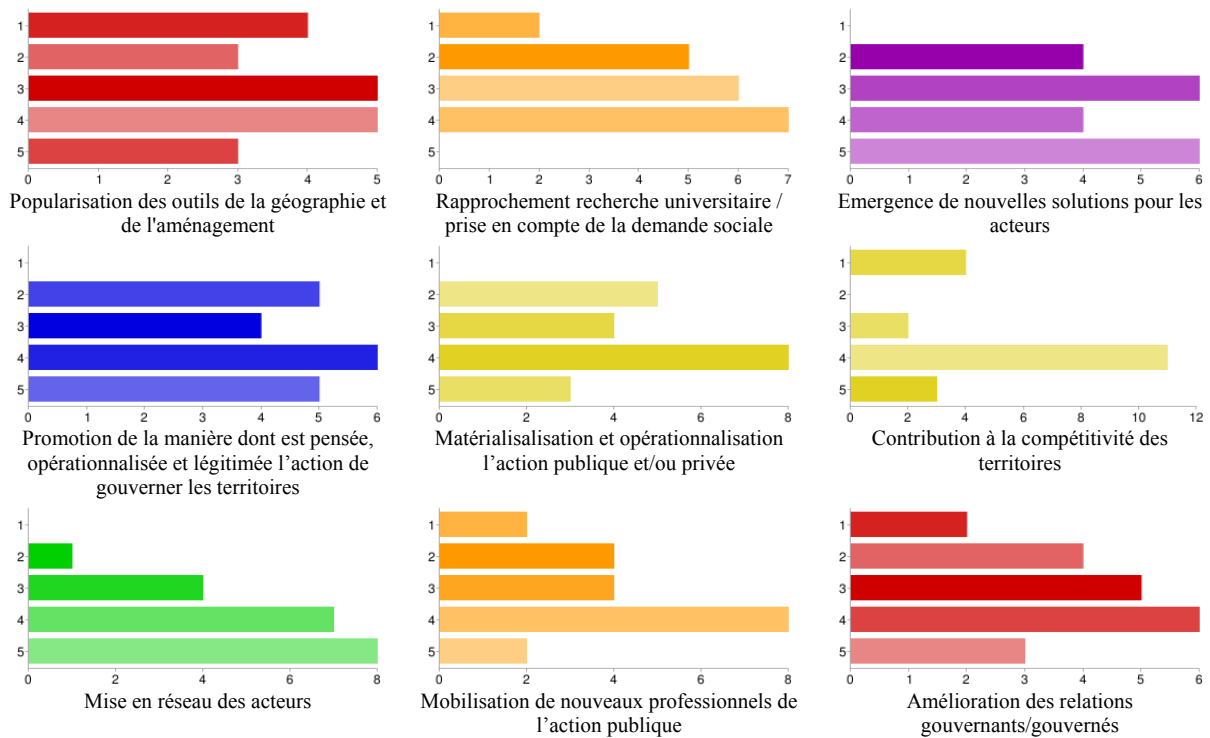 1
2
3
4
5
0 1 2 3 4 5
Popularisation des outils de la géographie et
de l'aménagement
1
2
3
4
5
0 1 2 3 4 5 6 7
Rapprochement recherche universitaire /
prise en compte de la demande sociale
1
2
3
4
5
0 1 2 3 4 5 6
Emergence de nouvelles solutions pour les
acteurs
1
2
3
4
5
0 1 2 3 4 5 6
Promotion de la manière dont est pensée,
opérationnalisée et légitimée l’action de
gouverner les territoires
1
2
3
4
5
0 2 4 6 8
Matérialisalisation et opérationnalisation
l’action publique et/ou privée
1
2
3
4
5
0 2 4 6 8 10 12
Contribution à la compétitivité des
territoires
1
2
3
4
5
0 2 4 6 8
Mise en réseau des acteurs
1
2
3
4
5
0 2 4 6 8
Mobilisation de nouveaux professionnels de
l’action publique
1
2
3
4
5
0 1 2 3 4 5 6
Amélioration des relations
gouvernants/gouvernés